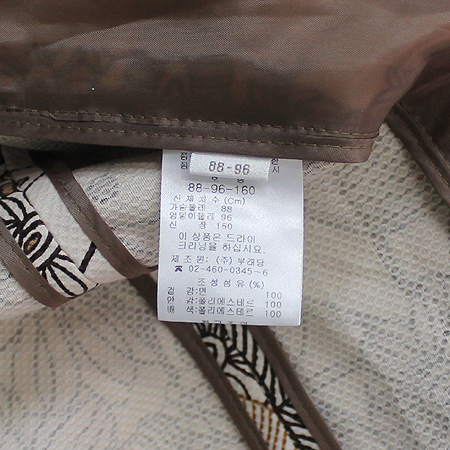 88-96
88-96-160
신체치수(Cm)
가슴둘레 88
엉덩이둘레 96
신 장 160
이 상품은 드라이
크리닝을 하십시요.
제 조 원: (주) 부래당
☎ 02-460-0345~6
조성섬유(%)
겉 감:면 100
안 감:폴리에스테르 100
배 색:폴리에스테르 100